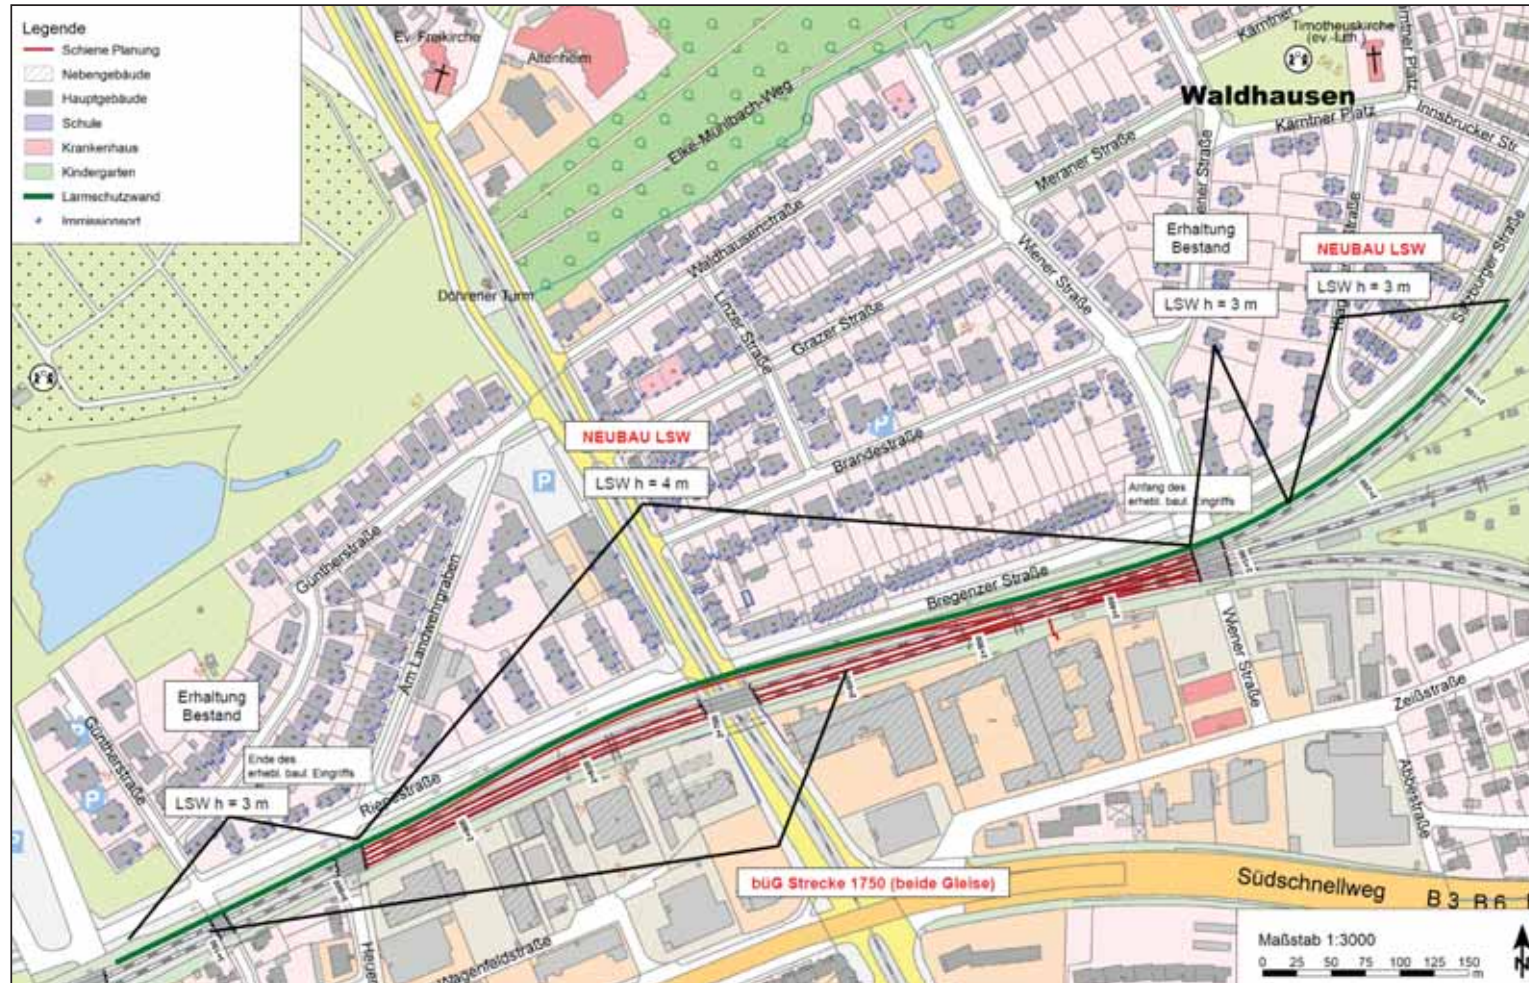 Legende
Schiene Planung
Nebengebäude
Hauptgebäude
Schule
Krankenhaus
Kindergarten
Lärmschutzwand
Immissionsort
Ev. Freikirche
Altenheim
Elke-Mühlbach-Weg
Timotheuskirche
(ev.-luth.)
Kärntner Platz
Waldhausen
Kärntner Platz
Innsbrucker Str.
Meraner Straße
Erhaltung
Bestand
NEUBAU LSW
LSW h = 3 m
LSW h = 3 m
Salzburger Straße
Waldhausenstraße
Wiener Straße
Döhrener Turm
Linzer Straße
Grazer Straße
NEUBAU LSW
LSW h = 4 m
P
P
Brandestraße
Anfang des
erhebl. baul. Eingriffs
Güntherstraße
Am Landwehrgraben
Bregenzer Straße
Wiener Straße
Zeißstraße
Abbestraße
Erhaltung
Bestand
Güntherstraße
Ende des
erhebl. baul. Eingriffs
LSW h = 3 m
Riepestraße
P
P
P
büG Strecke 1750 (beide Gleise)
Südschnellweg
B 3 B 6
Wagenfeldstraße
Maßstab 1:3000
0 25 50 75 100 125 150
m
N